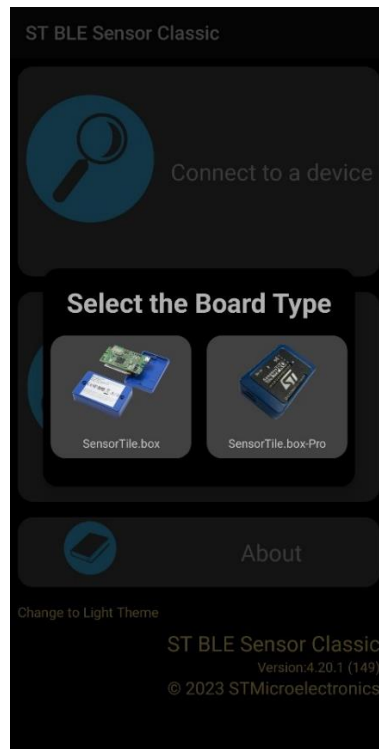 ST BLE Sensor Classic
Connect to a device
Select the Board Type
SensorTile.box
SensorTile.box-Pro
About
Change to Light Theme
ST BLE Sensor Classic
Version:4.20.1 (149)
© 2023 STMicroelectronics